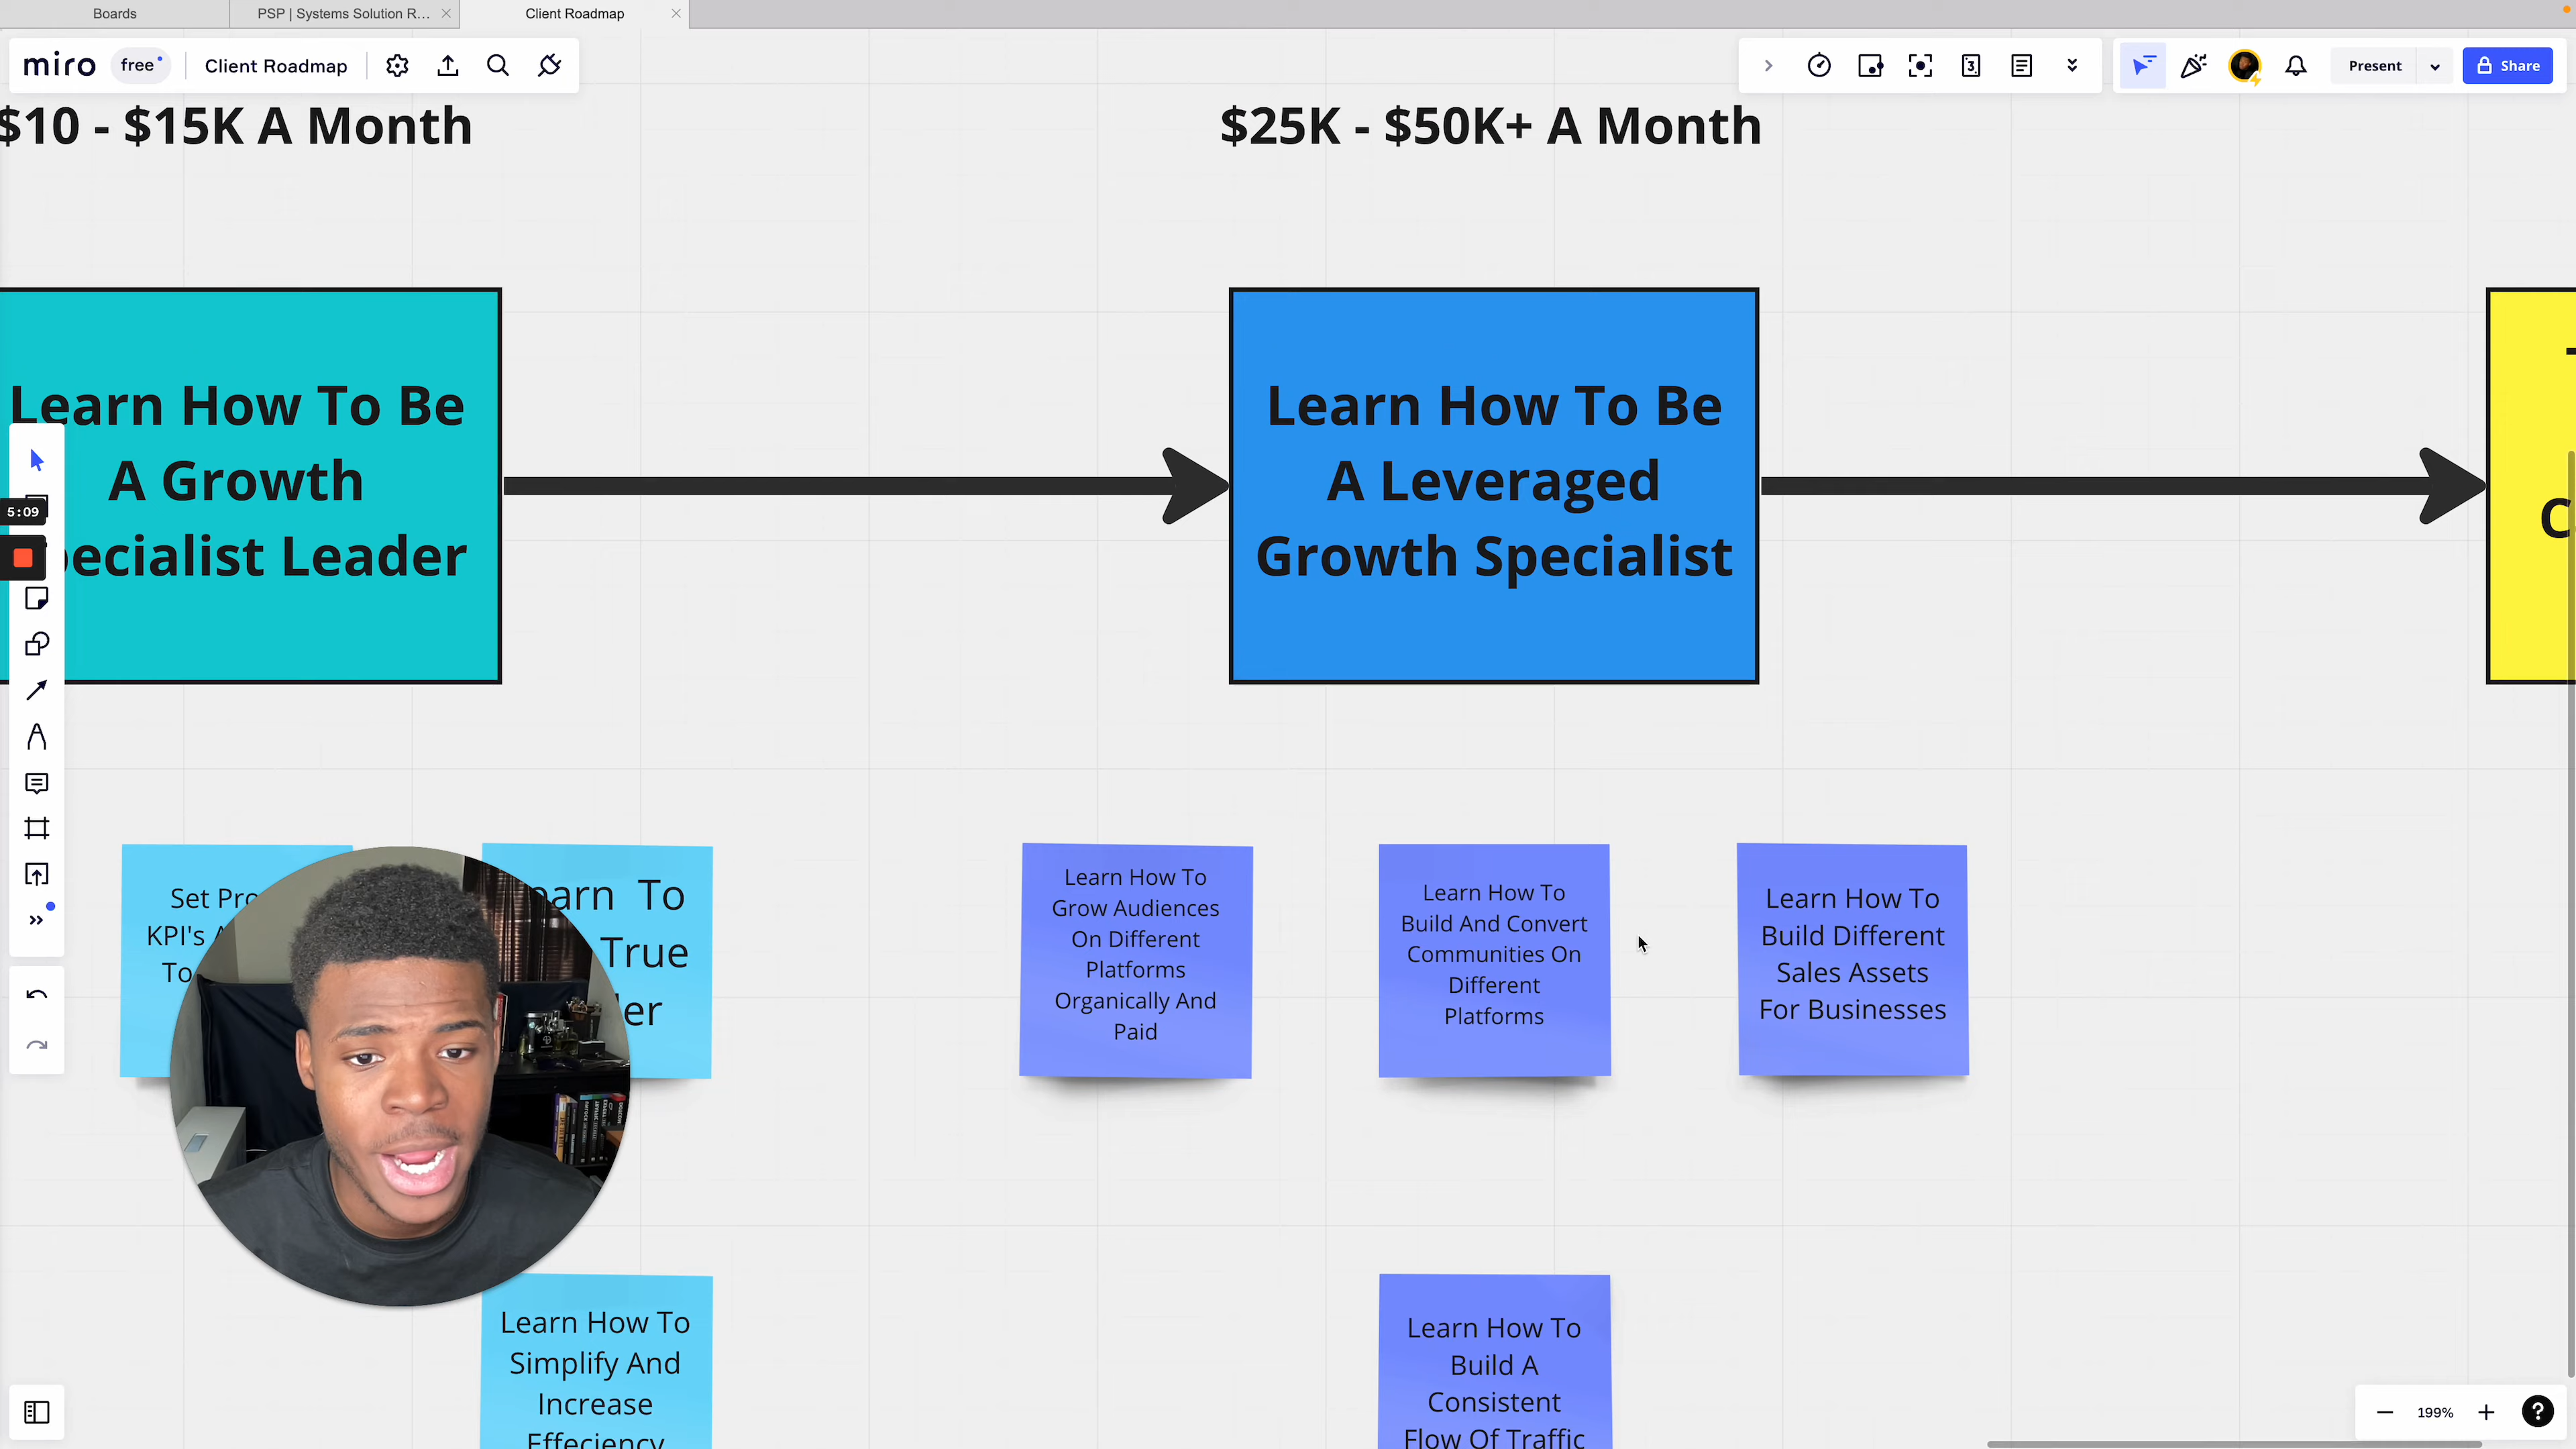 Boards
PSP | Systems Solution R...
Client Roadmap
miro
free
Client Roadmap
3
Present
Share
$10 - $15K A Month
$25K - $50K+ A Month
Learn How To Be
A Growth
Specialist Leader
Learn How To Be
A Leveraged
Growth Specialist
C
5:09
Set
KPI's
To
To
True
Learn How To
Grow Audiences
On Different
Platforms
Organically And
Paid
Learn How To
Build And Convert
Communities On
Different
Platforms
Learn How To
Build Different
Sales Assets
For Businesses
Learn How To
Simplify And
Increase
Effeciency
Learn How To
Build A
Consistent
Flow Of Traffic
199%
?